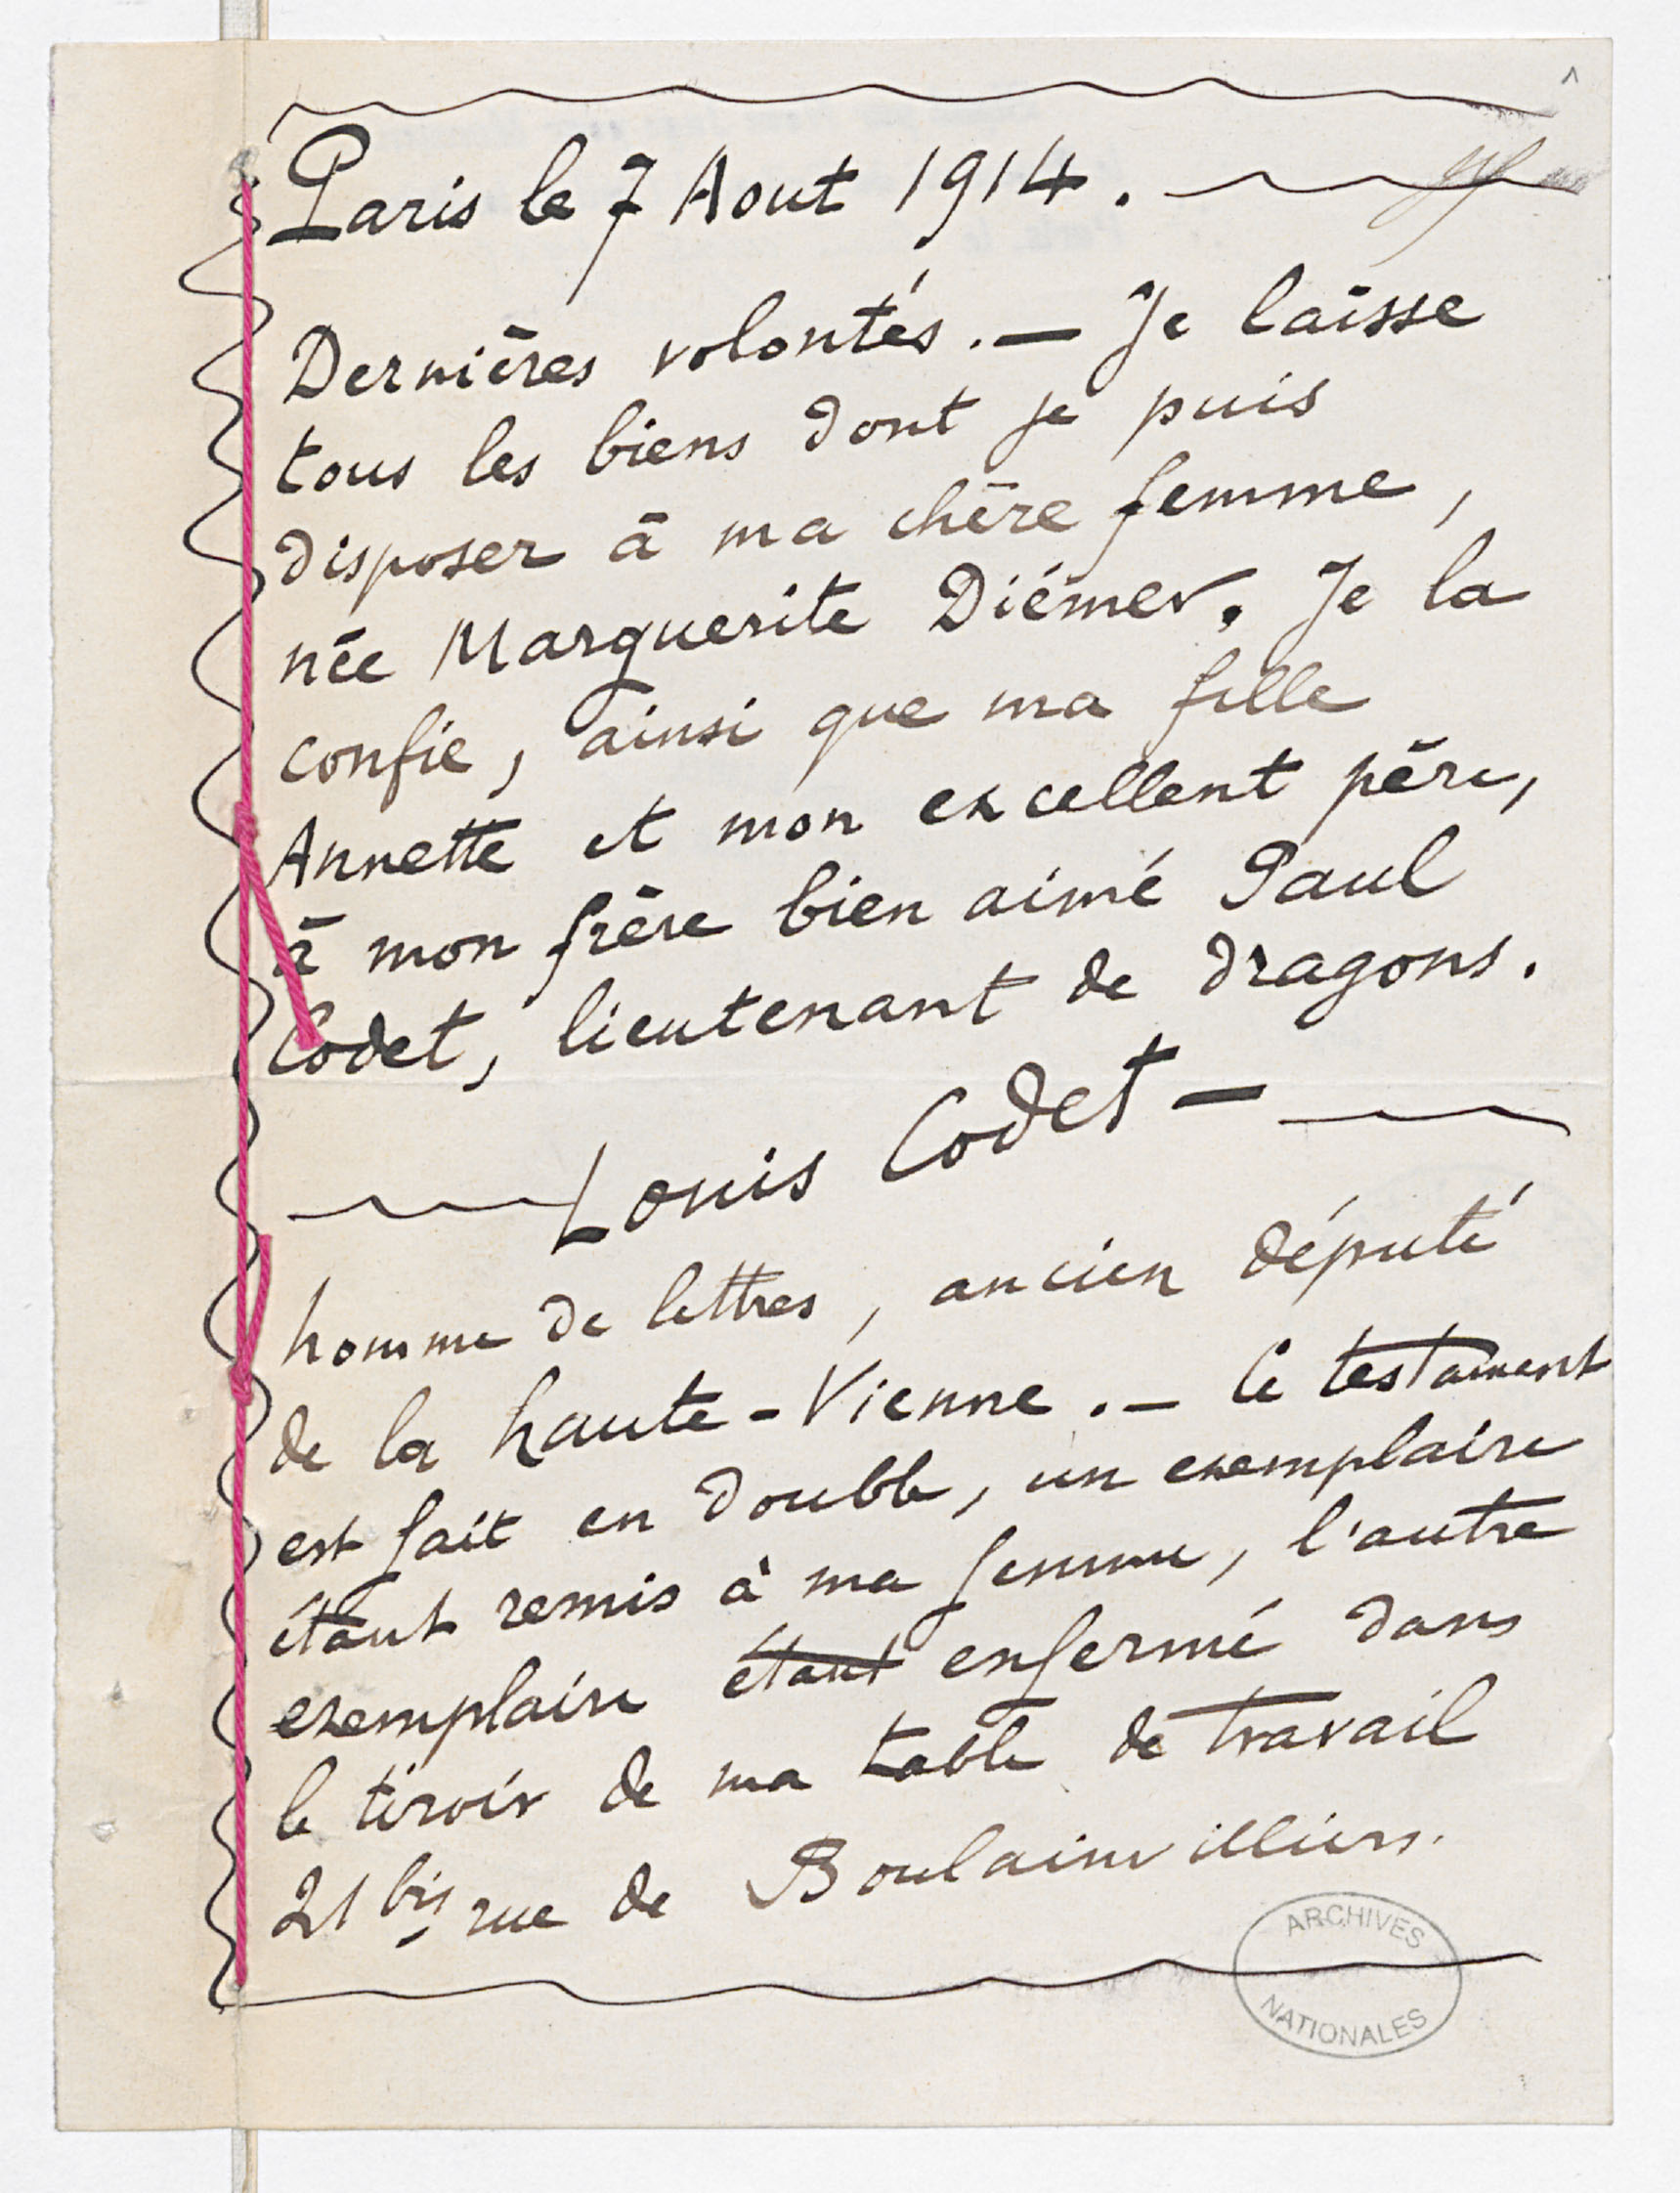 Paris le 7 Aout 1914.
Dernières volontés. — Je laisse
tous les biens dont je puis
disposer à ma chère femme,
née Marguerite Diémer. Je la
confie, ainsi que ma fille
Annette et mon excellent père,
à mon frère bien aimé Paul
Codet, lieutenant de dragons.
Louis Codet —
homme de lettres, ancien député
de la haute-Vienne. — Ce testament
est fait en double, un exemplaire
étant remis à ma femme, l'autre
exemplaire étant enfermé dans
le tiroir de ma table de travail
21 bis rue de Boulainvilliers.
ARCHIVES
NATIONALES